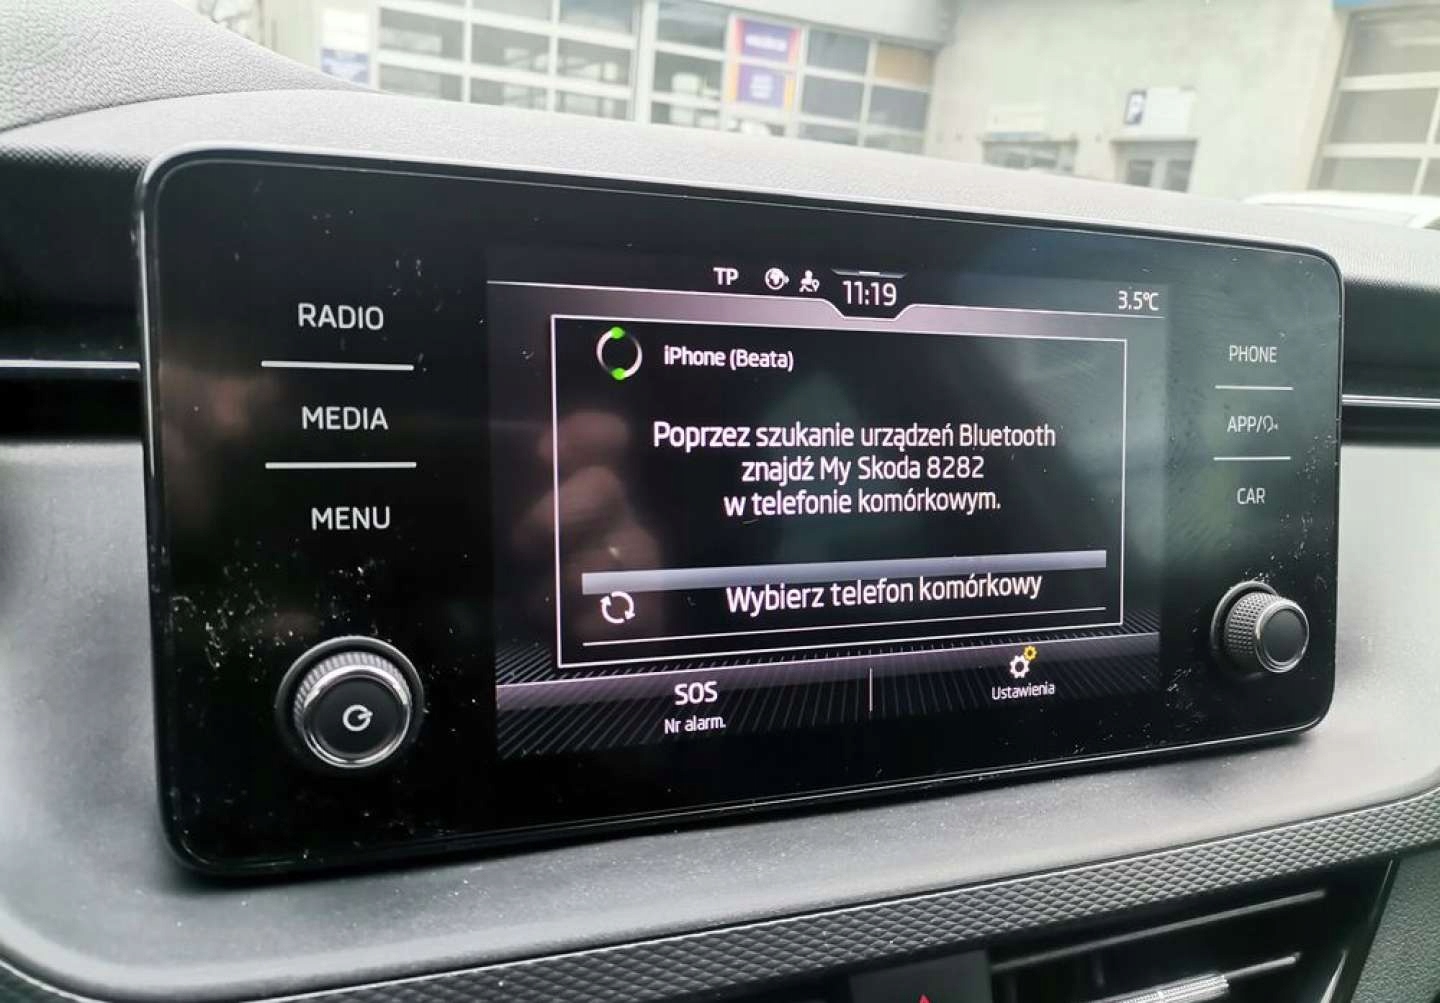 TP
11:19
3.5°C
RADIO
MEDIA
MENU
iPhone (Beata)
Poprzez szukanie urządzeń Bluetooth
znajdź My Skoda 8282
w telefonie komórkowym.
Wybierz telefon komórkowy
SOS
Nr alarm.
Ustawienia
PHONE
APP/
CAR
P